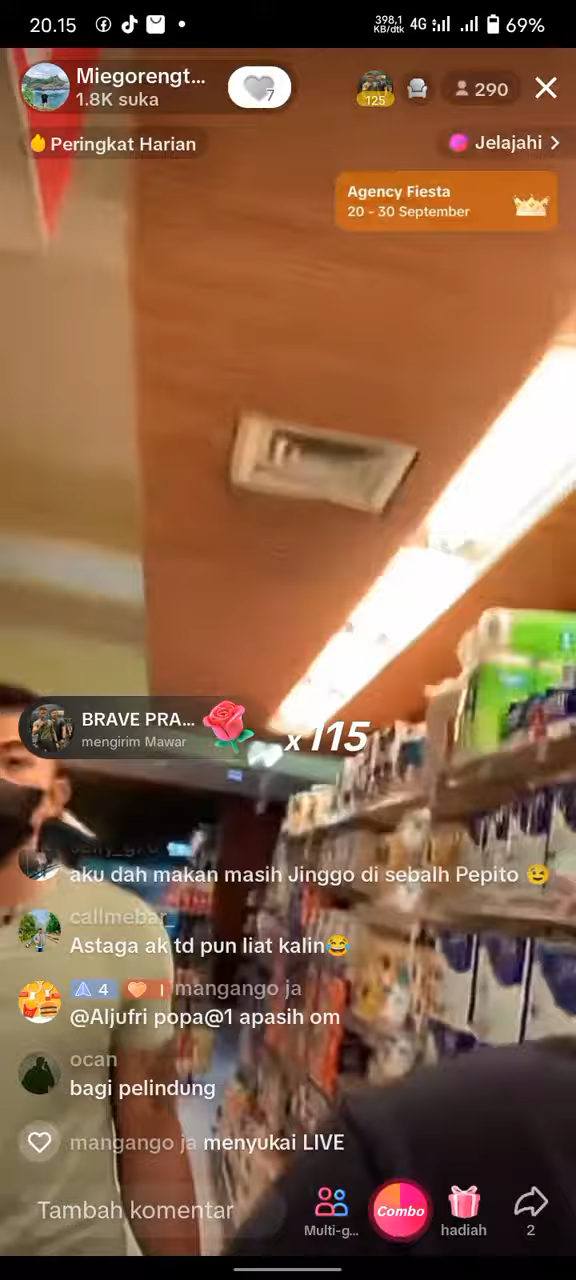 20.15
398,1
KB/dtk
4G
69%
Miegorengt...
1.8K suka
7
125
290
Peringkat Harian
Jelajahi
Agency Fiesta
20 - 30 September
BRAVE PRA...
mengirim Mawar
x 115
aku dah makan masih Jinggo di sebalh Pepito 😉
callmebar_
Astaga ak td pun liat kalin😂
4 I mangango ja
@Aljufri popa@1 apasih om
ocan
bagi pelindung
mangango ja menyukai LIVE
Tambah komentar
Multi-g...
Combo
hadiah
2